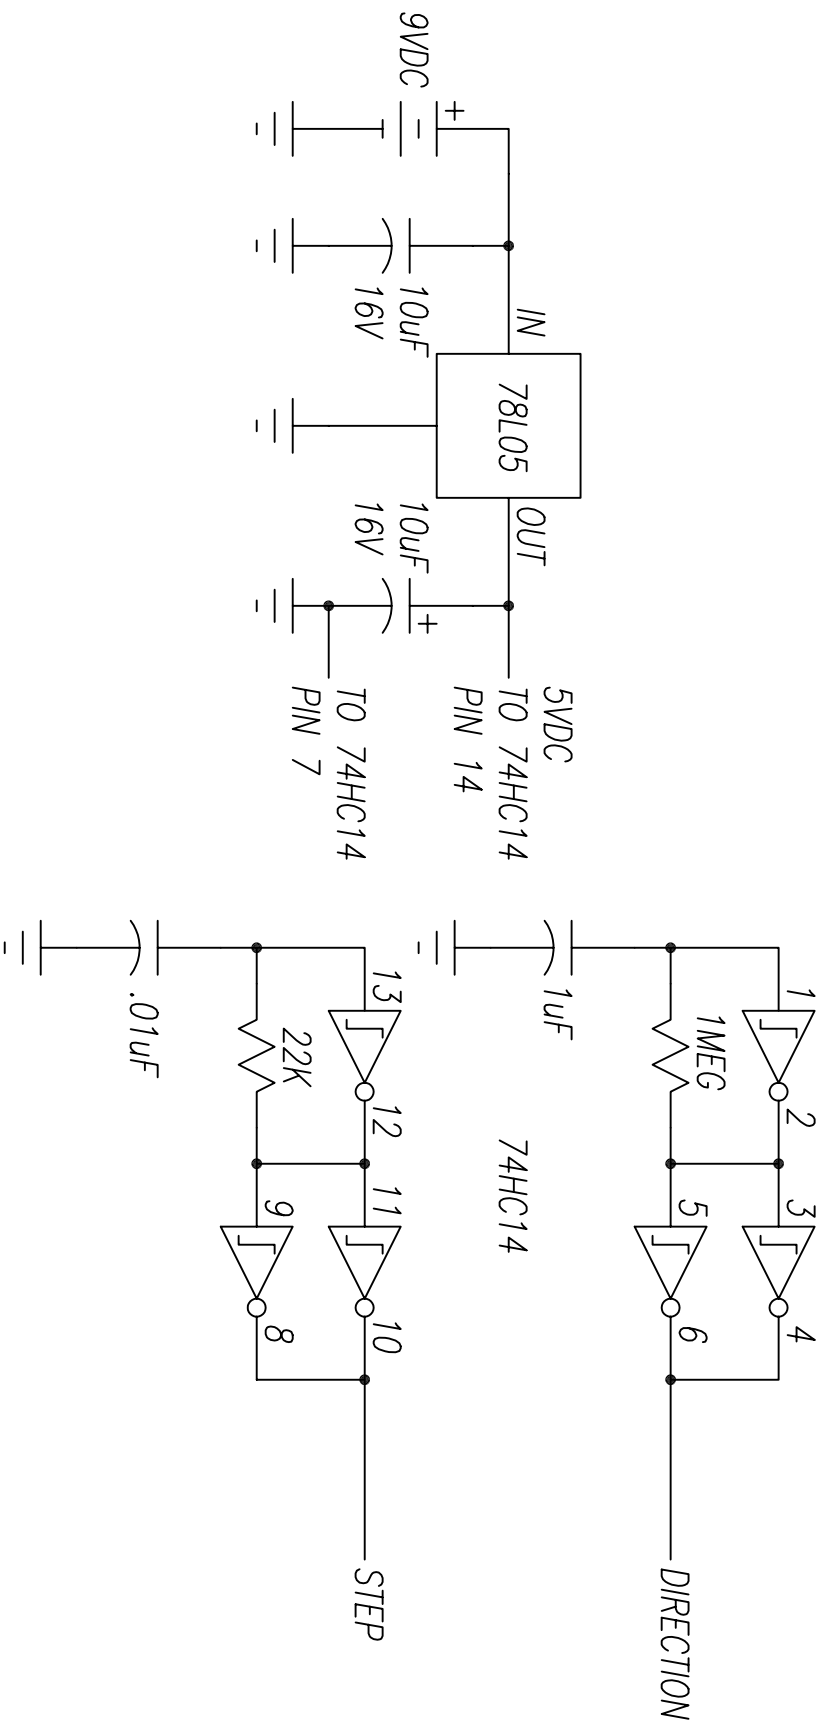 9VDC
+
10uF
16V
IN
78L05
OUT
10uF
16V
+
5VDC
TO 74HC14
PIN 14
TO 74HC14
PIN 7
1
2
3
4
1MEG
5
6
1uF
DIRECTION
74HC14
13
12
11
10
22K
9
8
.01uF
STEP